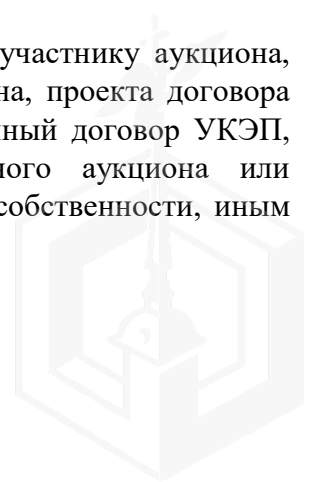 участнику аукциона,
на, проекта договора
ный договор УКЭП,
ного аукциона или
собственности, иным